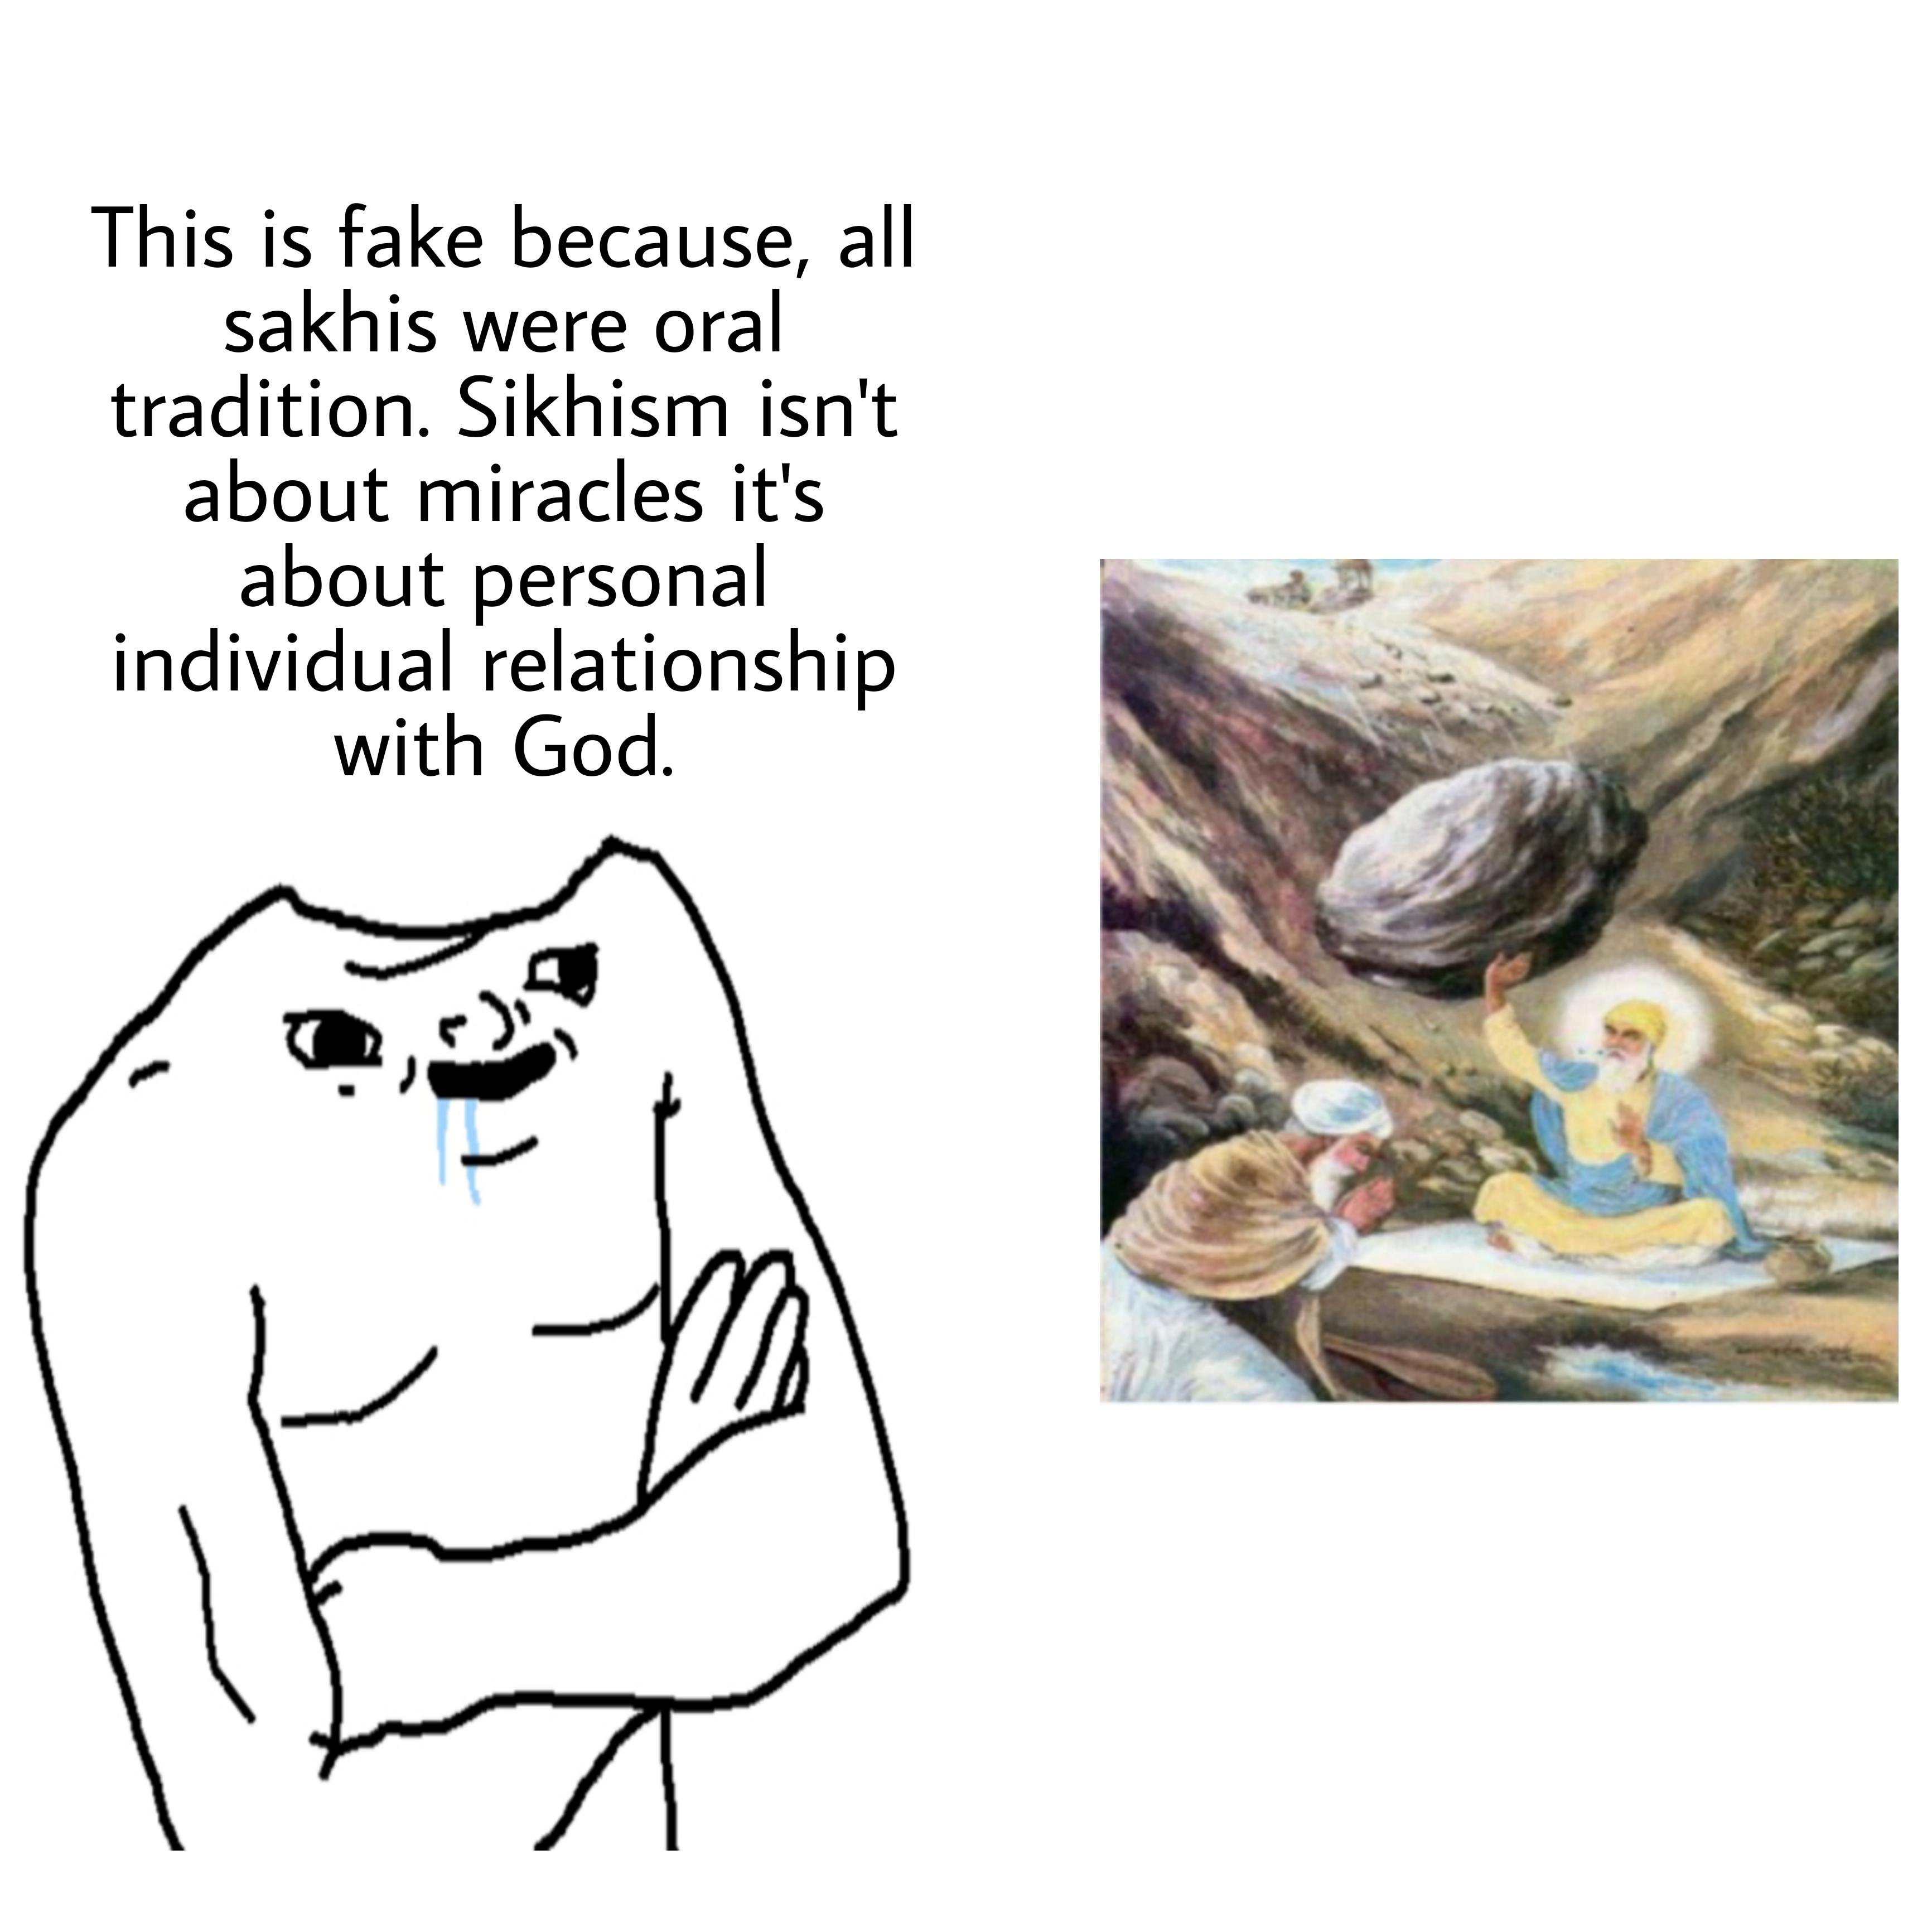 This is fake because, all
sakhis were oral
tradition. Sikhism isn't
about miracles it's
about personal
individual relationship
with God.